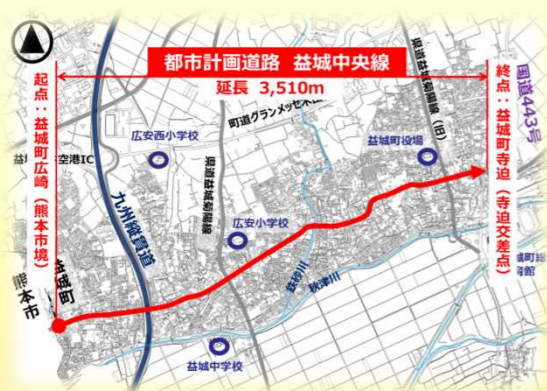 都市計画道路 益城中央線
延長 3,510m
起点：益城町広崎（熊本市境）
終点：益城町寺迫（寺迫交差点）
国道443号
県道益城菊陽線（旧）
町道グランメッセ木
広安西小学校
益城町役場
空港IC
県道益城菊陽線
九州縦貫道
広安小学校
鉄砂川
秋津川
益城町
熊本市
益城中学校